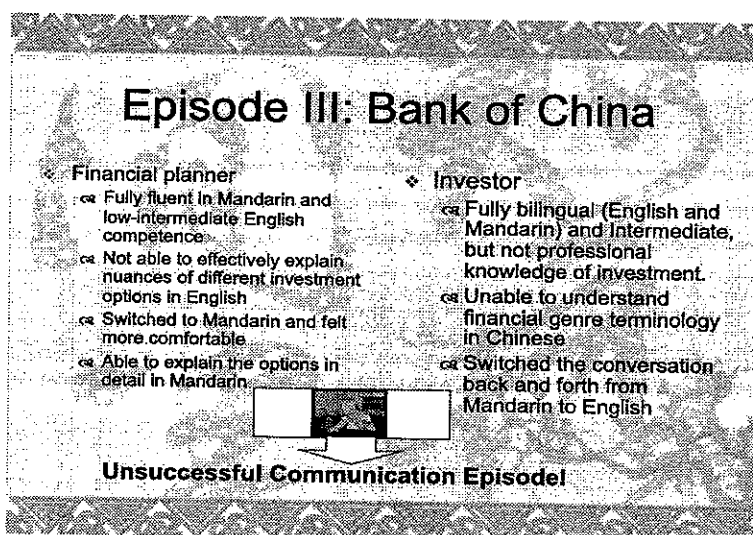 Episode III: Bank of China
Financial planner
Fully fluent in Mandarin and
low-intermediate English
competence
Not able to effectively explain
nuances of different investment
options in English
Switched to Mandarin and felt
more comfortable
Able to explain the options in
detail in Mandarin
Investor
Fully bilingual (English and
Mandarin) and Intermediate,
but not professional
knowledge of investment.
Unable to understand
financial genre terminology
in Chinese
Switched the conversation
back and forth from
Mandarin to English
Unsuccessful Communication Episode!